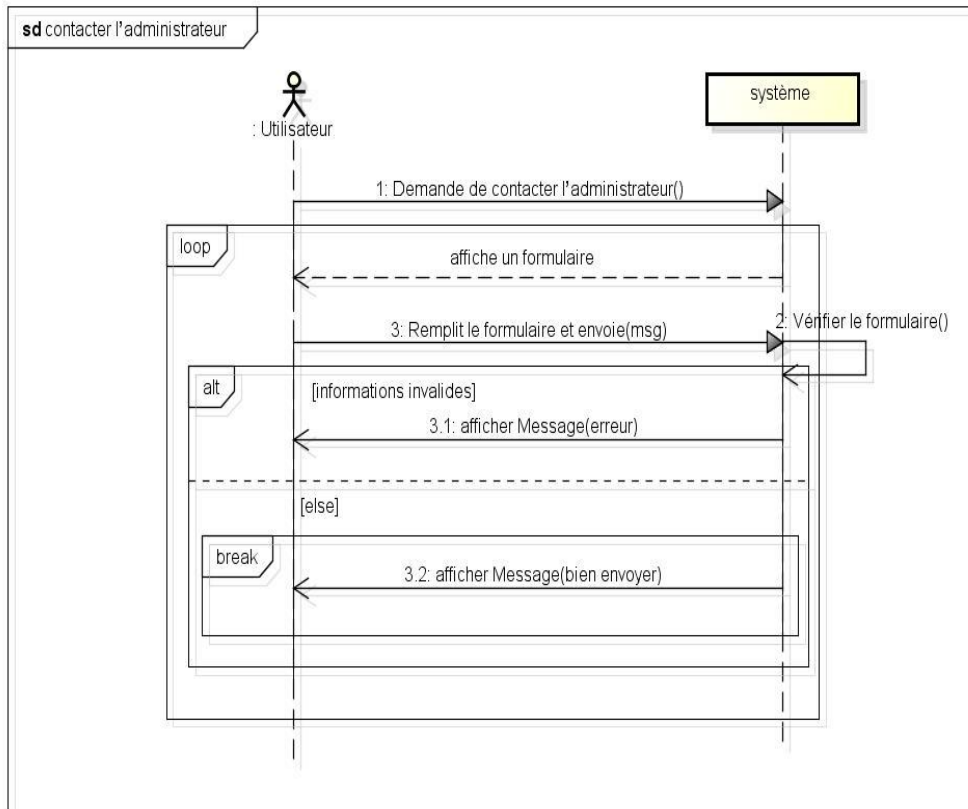 sd contacter l’administrateur
: Utilisateur
système
1: Demande de contacter l’administrateur()
loop
affiche un formulaire
2: Vérifier le formulaire()
3: Remplit le formulaire et envoie(msg)
alt
[informations invalides]
3.1: afficher Message(erreur)
[else]
break
3.2: afficher Message(bien envoyer)